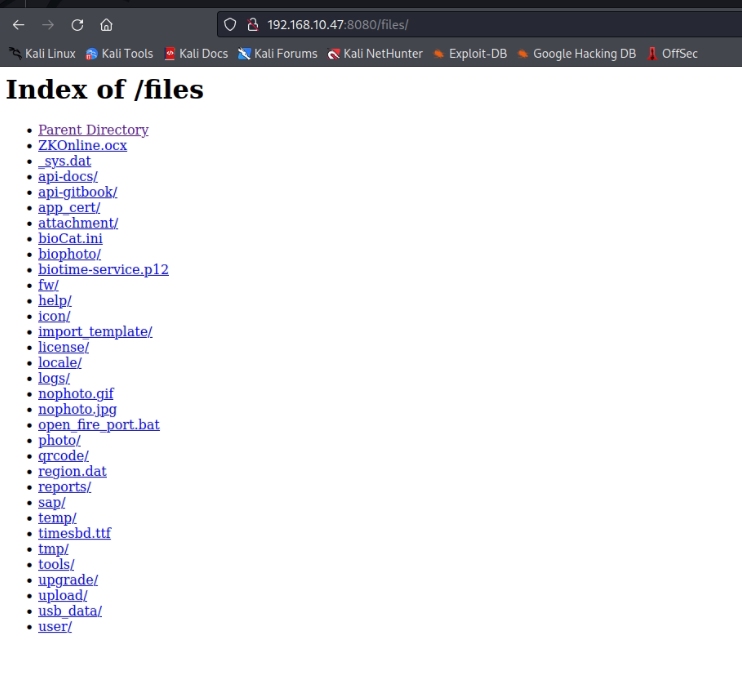 192.168.10.47:8080/files/
Kali Linux Kali Tools Kali Docs Kali Forums Kali NetHunter Exploit-DB Google Hacking DB OffSec
Index of /files
Parent Directory
ZKOnline.ocx
_sys.dat
api-docs/
api-gitbook/
app_cert/
attachment/
bioCat.ini
biophoto/
biotime-service.p12
fw/
help/
icon/
import_template/
license/
locale/
logs/
nophoto.gif
nophoto.jpg
open_fire_port.bat
photo/
qrcode/
region.dat
reports/
sap/
temp/
timesbd.ttf
tmp/
tools/
upgrade/
upload/
usb_data/
user/